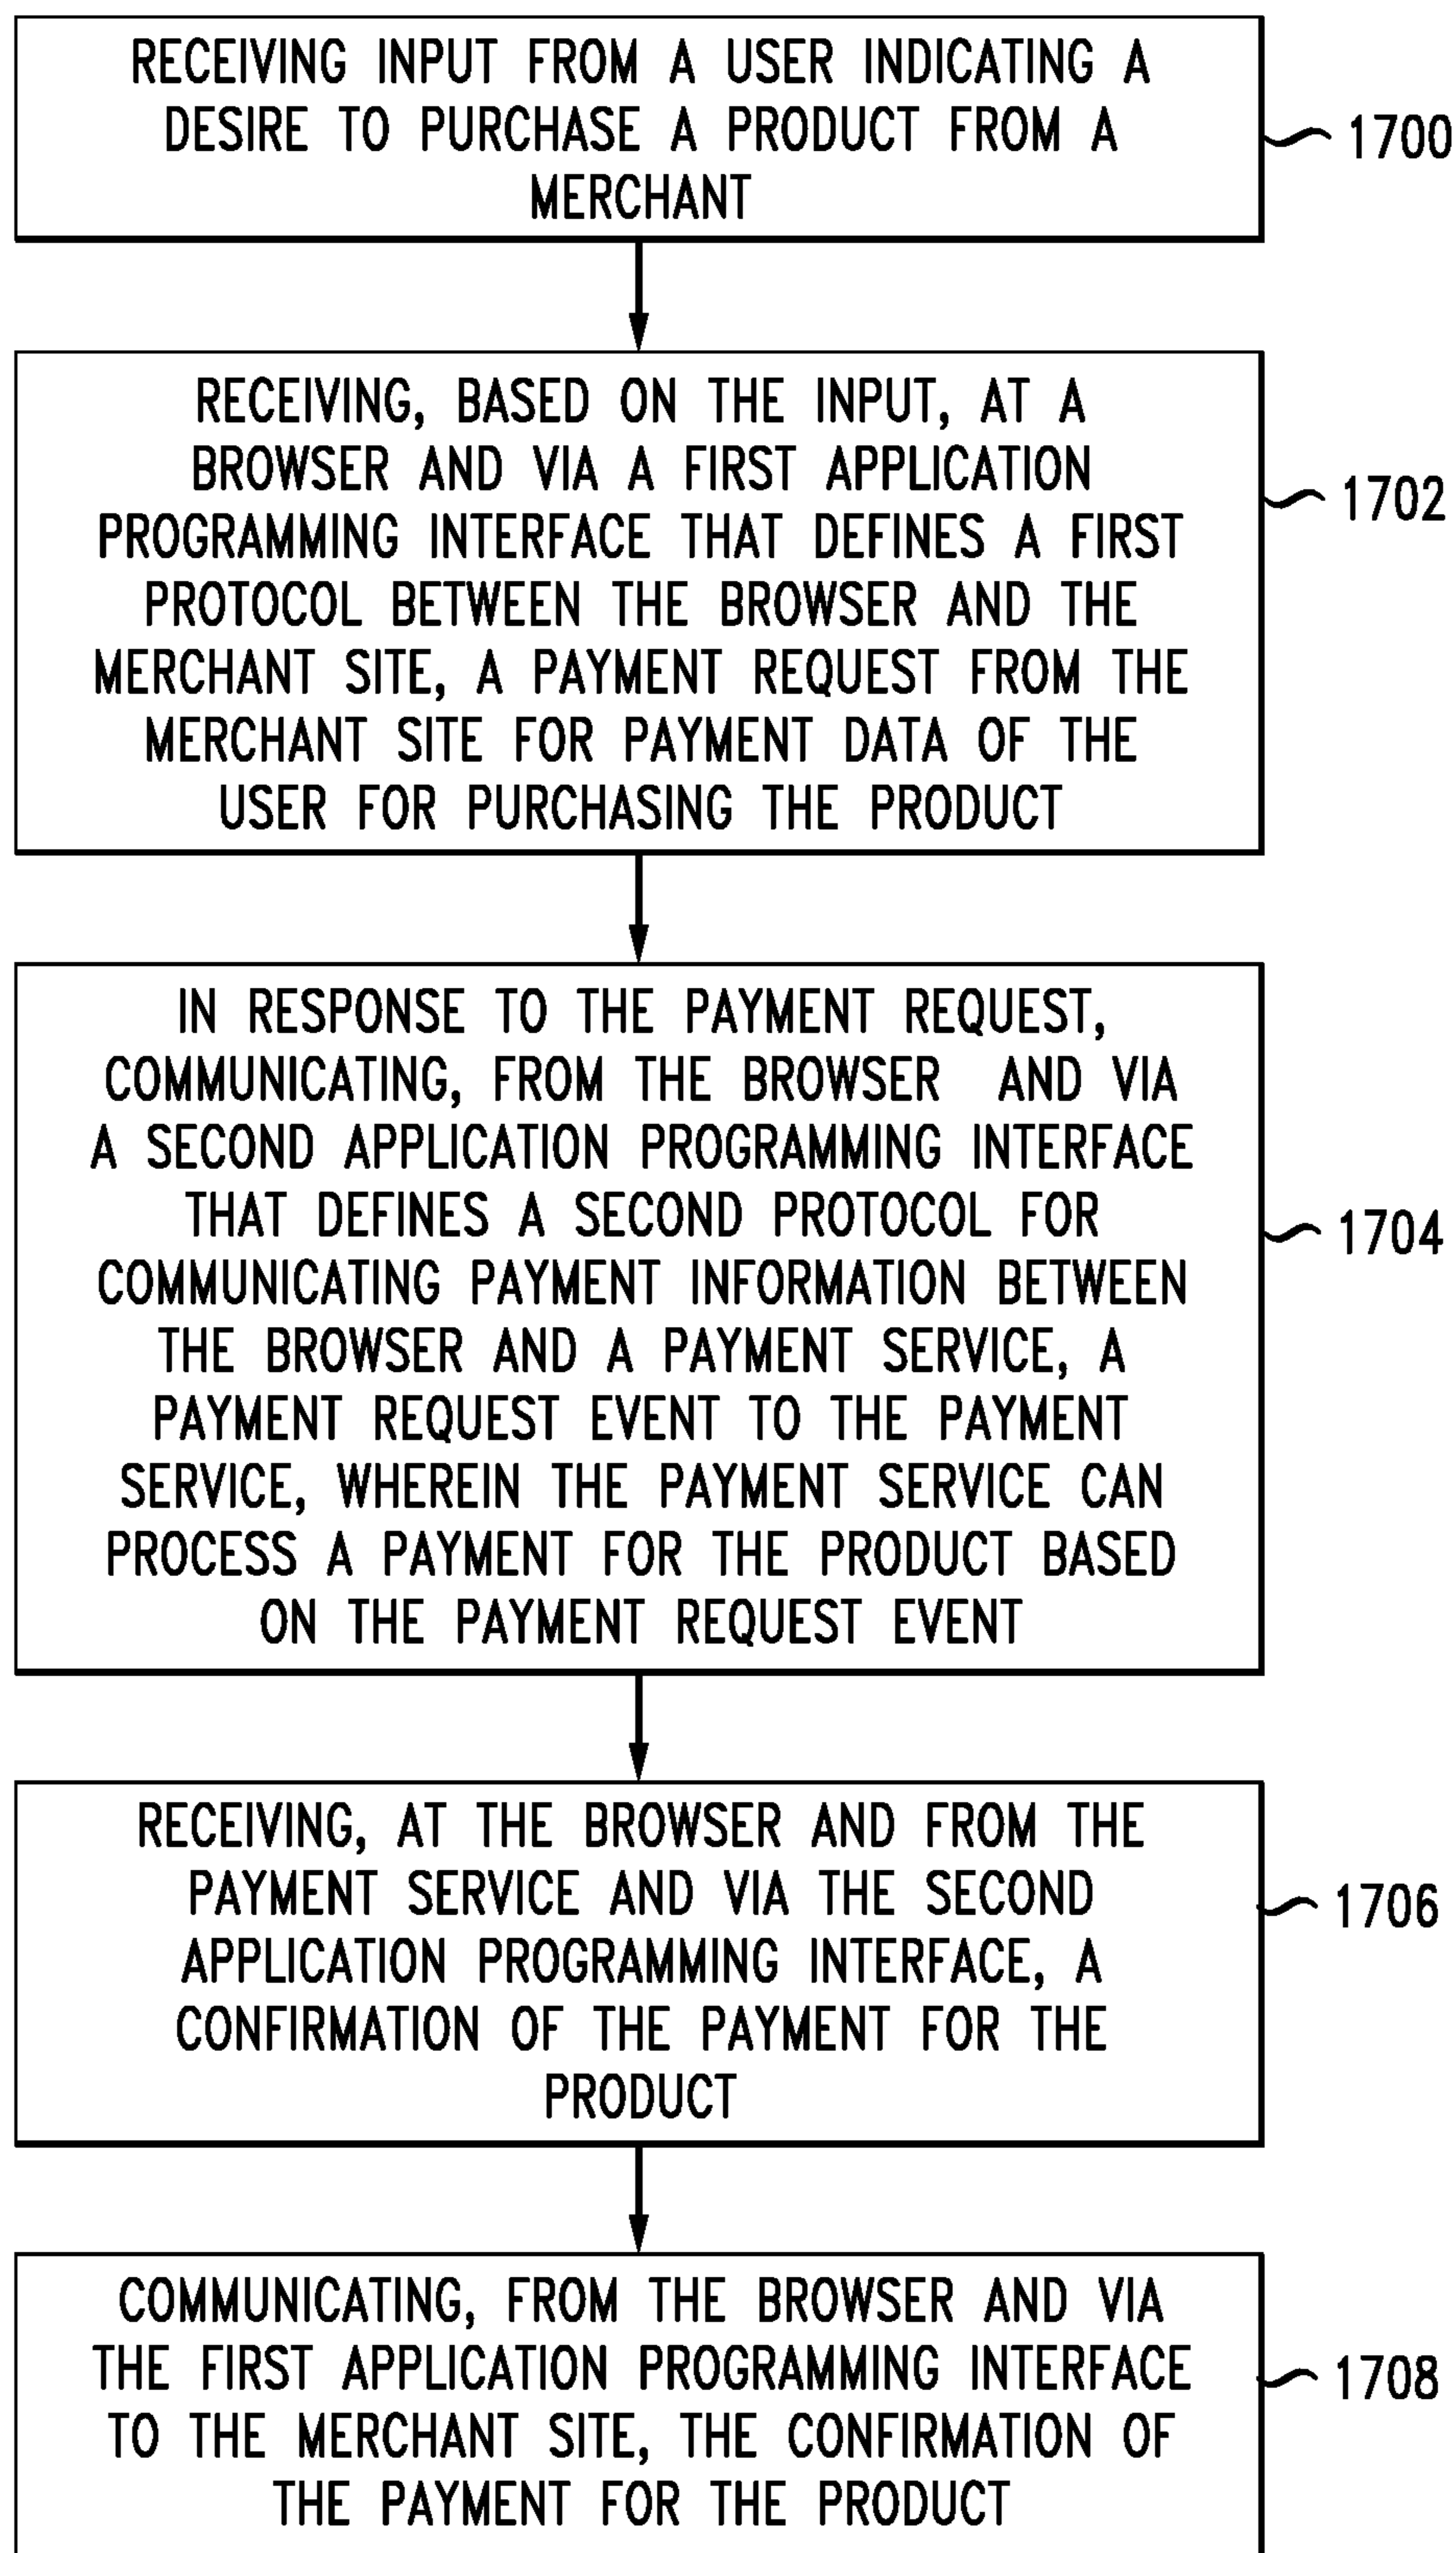 RECEIVING INPUT FROM A USER INDICATING A
DESIRE TO PURCHASE A PRODUCT FROM A
MERCHANT
1700
RECEIVING, BASED ON THE INPUT, AT A
BROWSER AND VIA A FIRST APPLICATION
PROGRAMMING INTERFACE THAT DEFINES A FIRST
PROTOCOL BETWEEN THE BROWSER AND THE
MERCHANT SITE, A PAYMENT REQUEST FROM THE
MERCHANT SITE FOR PAYMENT DATA OF THE
USER FOR PURCHASING THE PRODUCT
1702
IN RESPONSE TO THE PAYMENT REQUEST,
COMMUNICATING, FROM THE BROWSER AND VIA
A SECOND APPLICATION PROGRAMMING INTERFACE
THAT DEFINES A SECOND PROTOCOL FOR
COMMUNICATING PAYMENT INFORMATION BETWEEN
THE BROWSER AND A PAYMENT SERVICE, A
PAYMENT REQUEST EVENT TO THE PAYMENT
SERVICE, WHEREIN THE PAYMENT SERVICE CAN
PROCESS A PAYMENT FOR THE PRODUCT BASED
ON THE PAYMENT REQUEST EVENT
1704
RECEIVING, AT THE BROWSER AND FROM THE
PAYMENT SERVICE AND VIA THE SECOND
APPLICATION PROGRAMMING INTERFACE, A
CONFIRMATION OF THE PAYMENT FOR THE
PRODUCT
1706
COMMUNICATING, FROM THE BROWSER AND VIA
THE FIRST APPLICATION PROGRAMMING INTERFACE
TO THE MERCHANT SITE, THE CONFIRMATION OF
THE PAYMENT FOR THE PRODUCT
1708